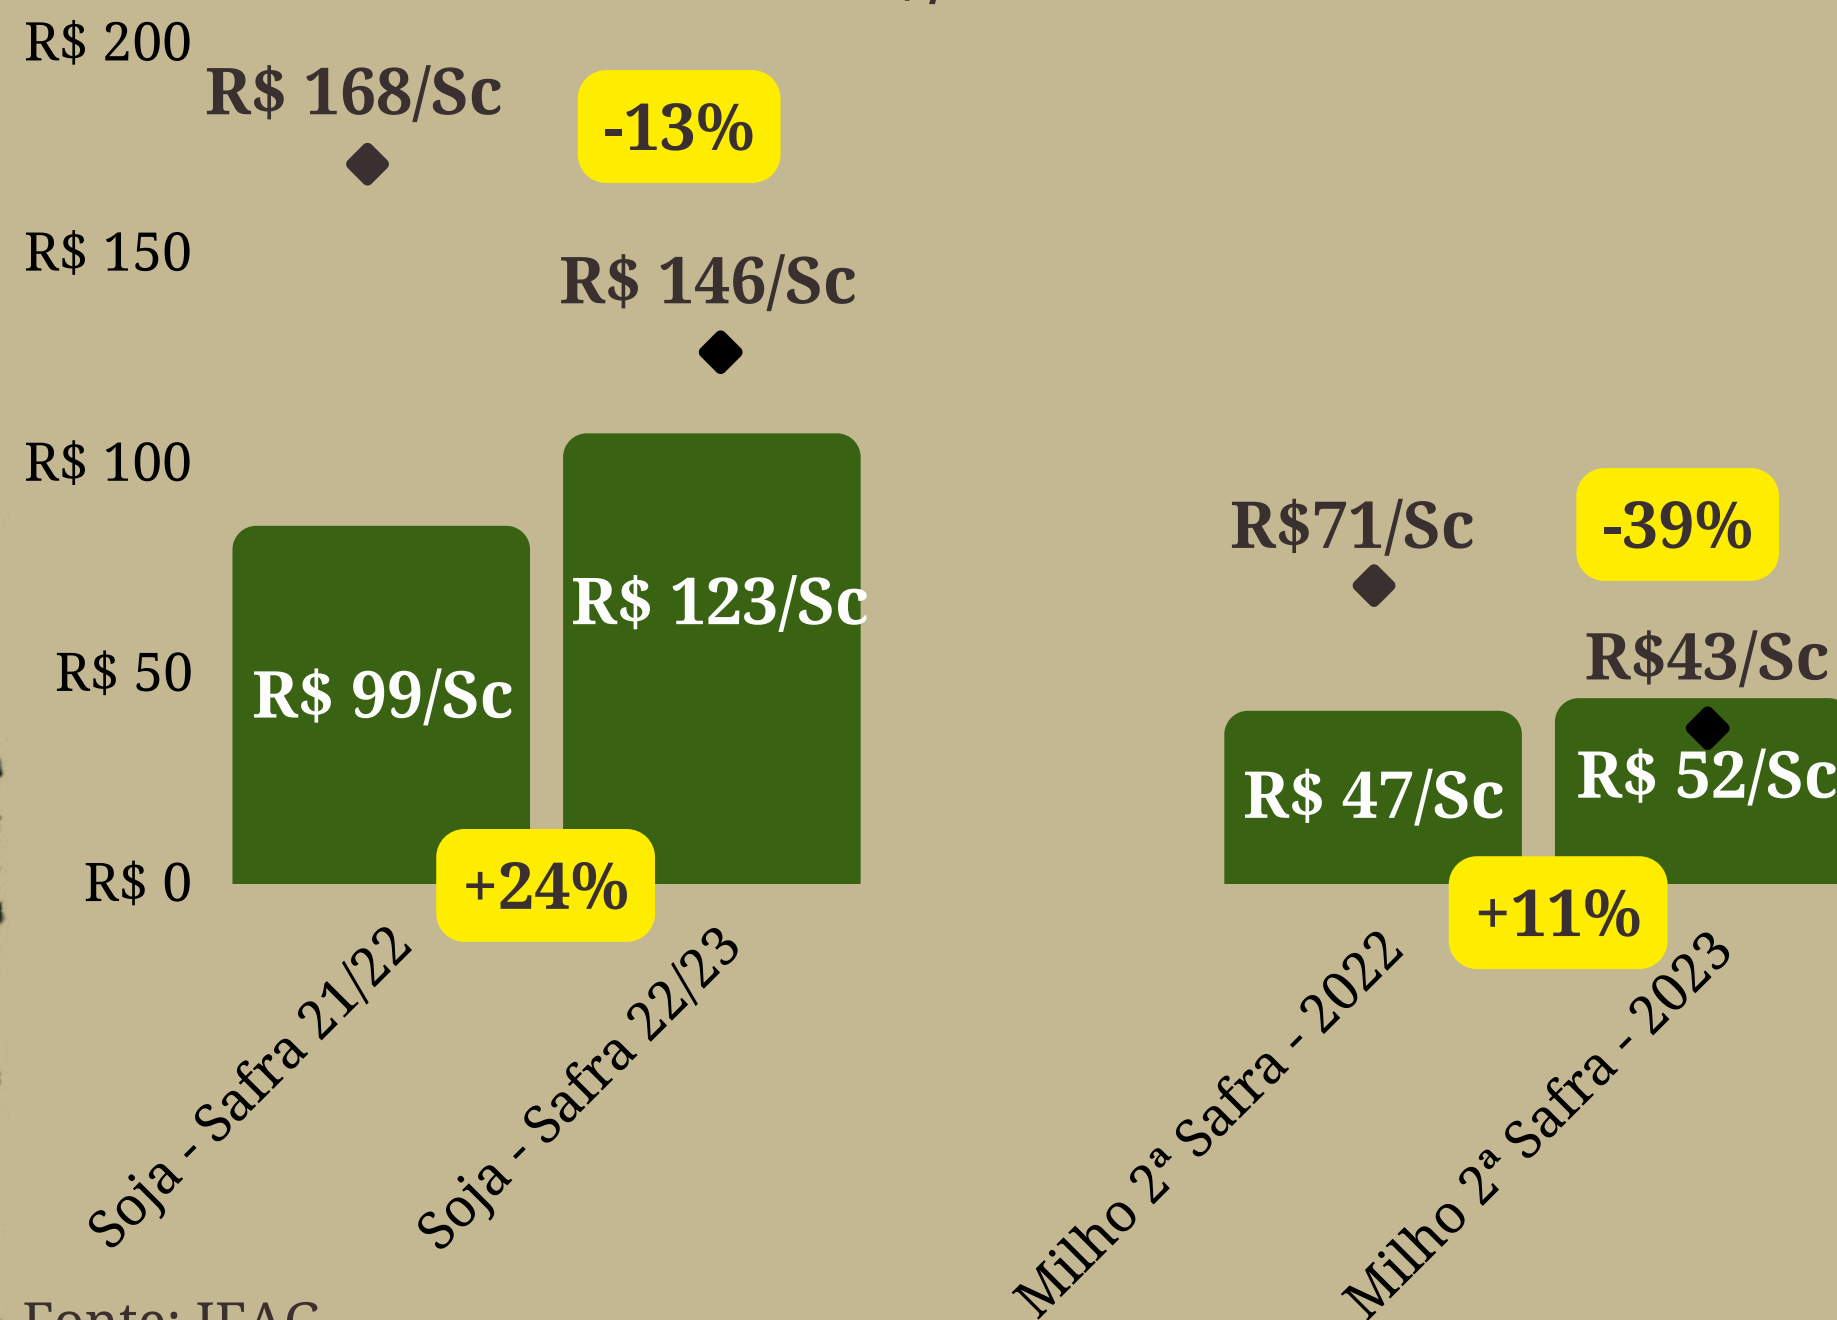 R$ 200
R$ 168/Sc
-13%
R$ 150
R$ 146/Sc
R$ 100
R$71/Sc
-39%
R$ 50
R$ 99/Sc
R$ 123/Sc
R$43/Sc
R$ 47/Sc
R$ 52/Sc
R$ 0
+24%
+11%
Soja - Safra 21/22
Soja - Safra 22/23
Milho 2ª Safra - 2022
Milho 2ª Safra - 2023
Fonte: